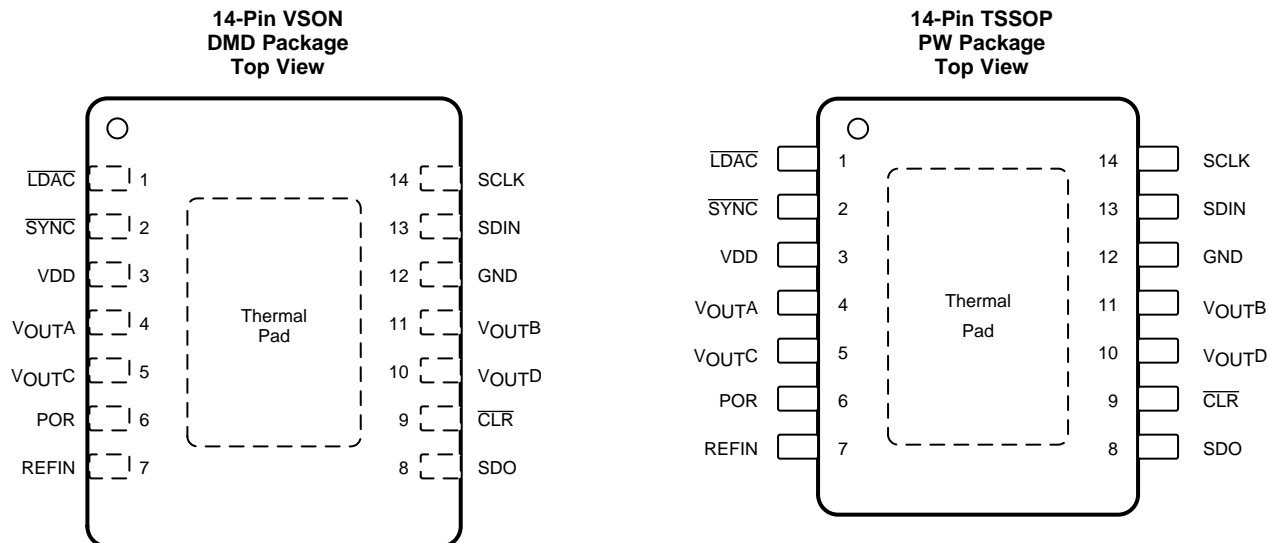 14-Pin VSON
DMD Package
Top View
LDAC 1 14 SCLK
SYNC 2 13 SDIN
VDD 3 12 GND
VOUTA 4 11 VOUTB
VOUTC 5 10 VOUTD
POR 6 9 CLR
REFIN 7 8 SDO
Thermal
Pad
14-Pin TSSOP
PW Package
Top View
LDAC 1 14 SCLK
SYNC 2 13 SDIN
VDD 3 12 GND
VOUTA 4 11 VOUTB
VOUTC 5 10 VOUTD
POR 6 9 CLR
REFIN 7 8 SDO
Thermal
Pad